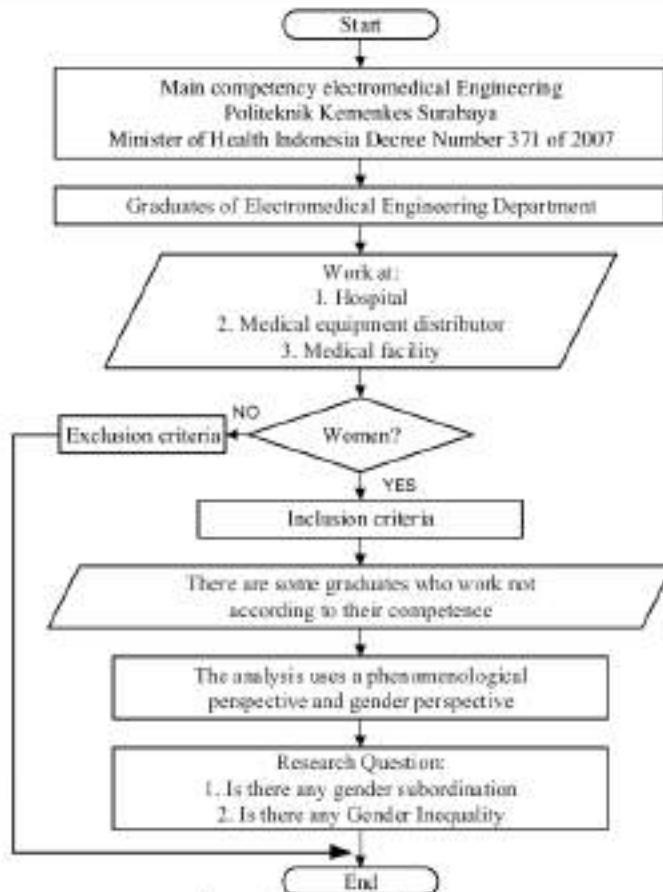 Start
Main competency electromedical Engineering
Politeknik Kemenkes Surabaya
Minister of Health Indonesia Decree Number 371 of 2007
Graduates of Electromedical Engineering Department
Work at:
1. Hospital
2. Medical equipment distributor
3. Medical facility
NO
Exclusion criteria
Women?
YES
Inclusion criteria
There are some graduates who work not
according to their competence
The analysis uses a phenomenological
perspective and gender perspective
Research Question:
1. Is there any gender subordination
2. Is there any Gender Inequality
End